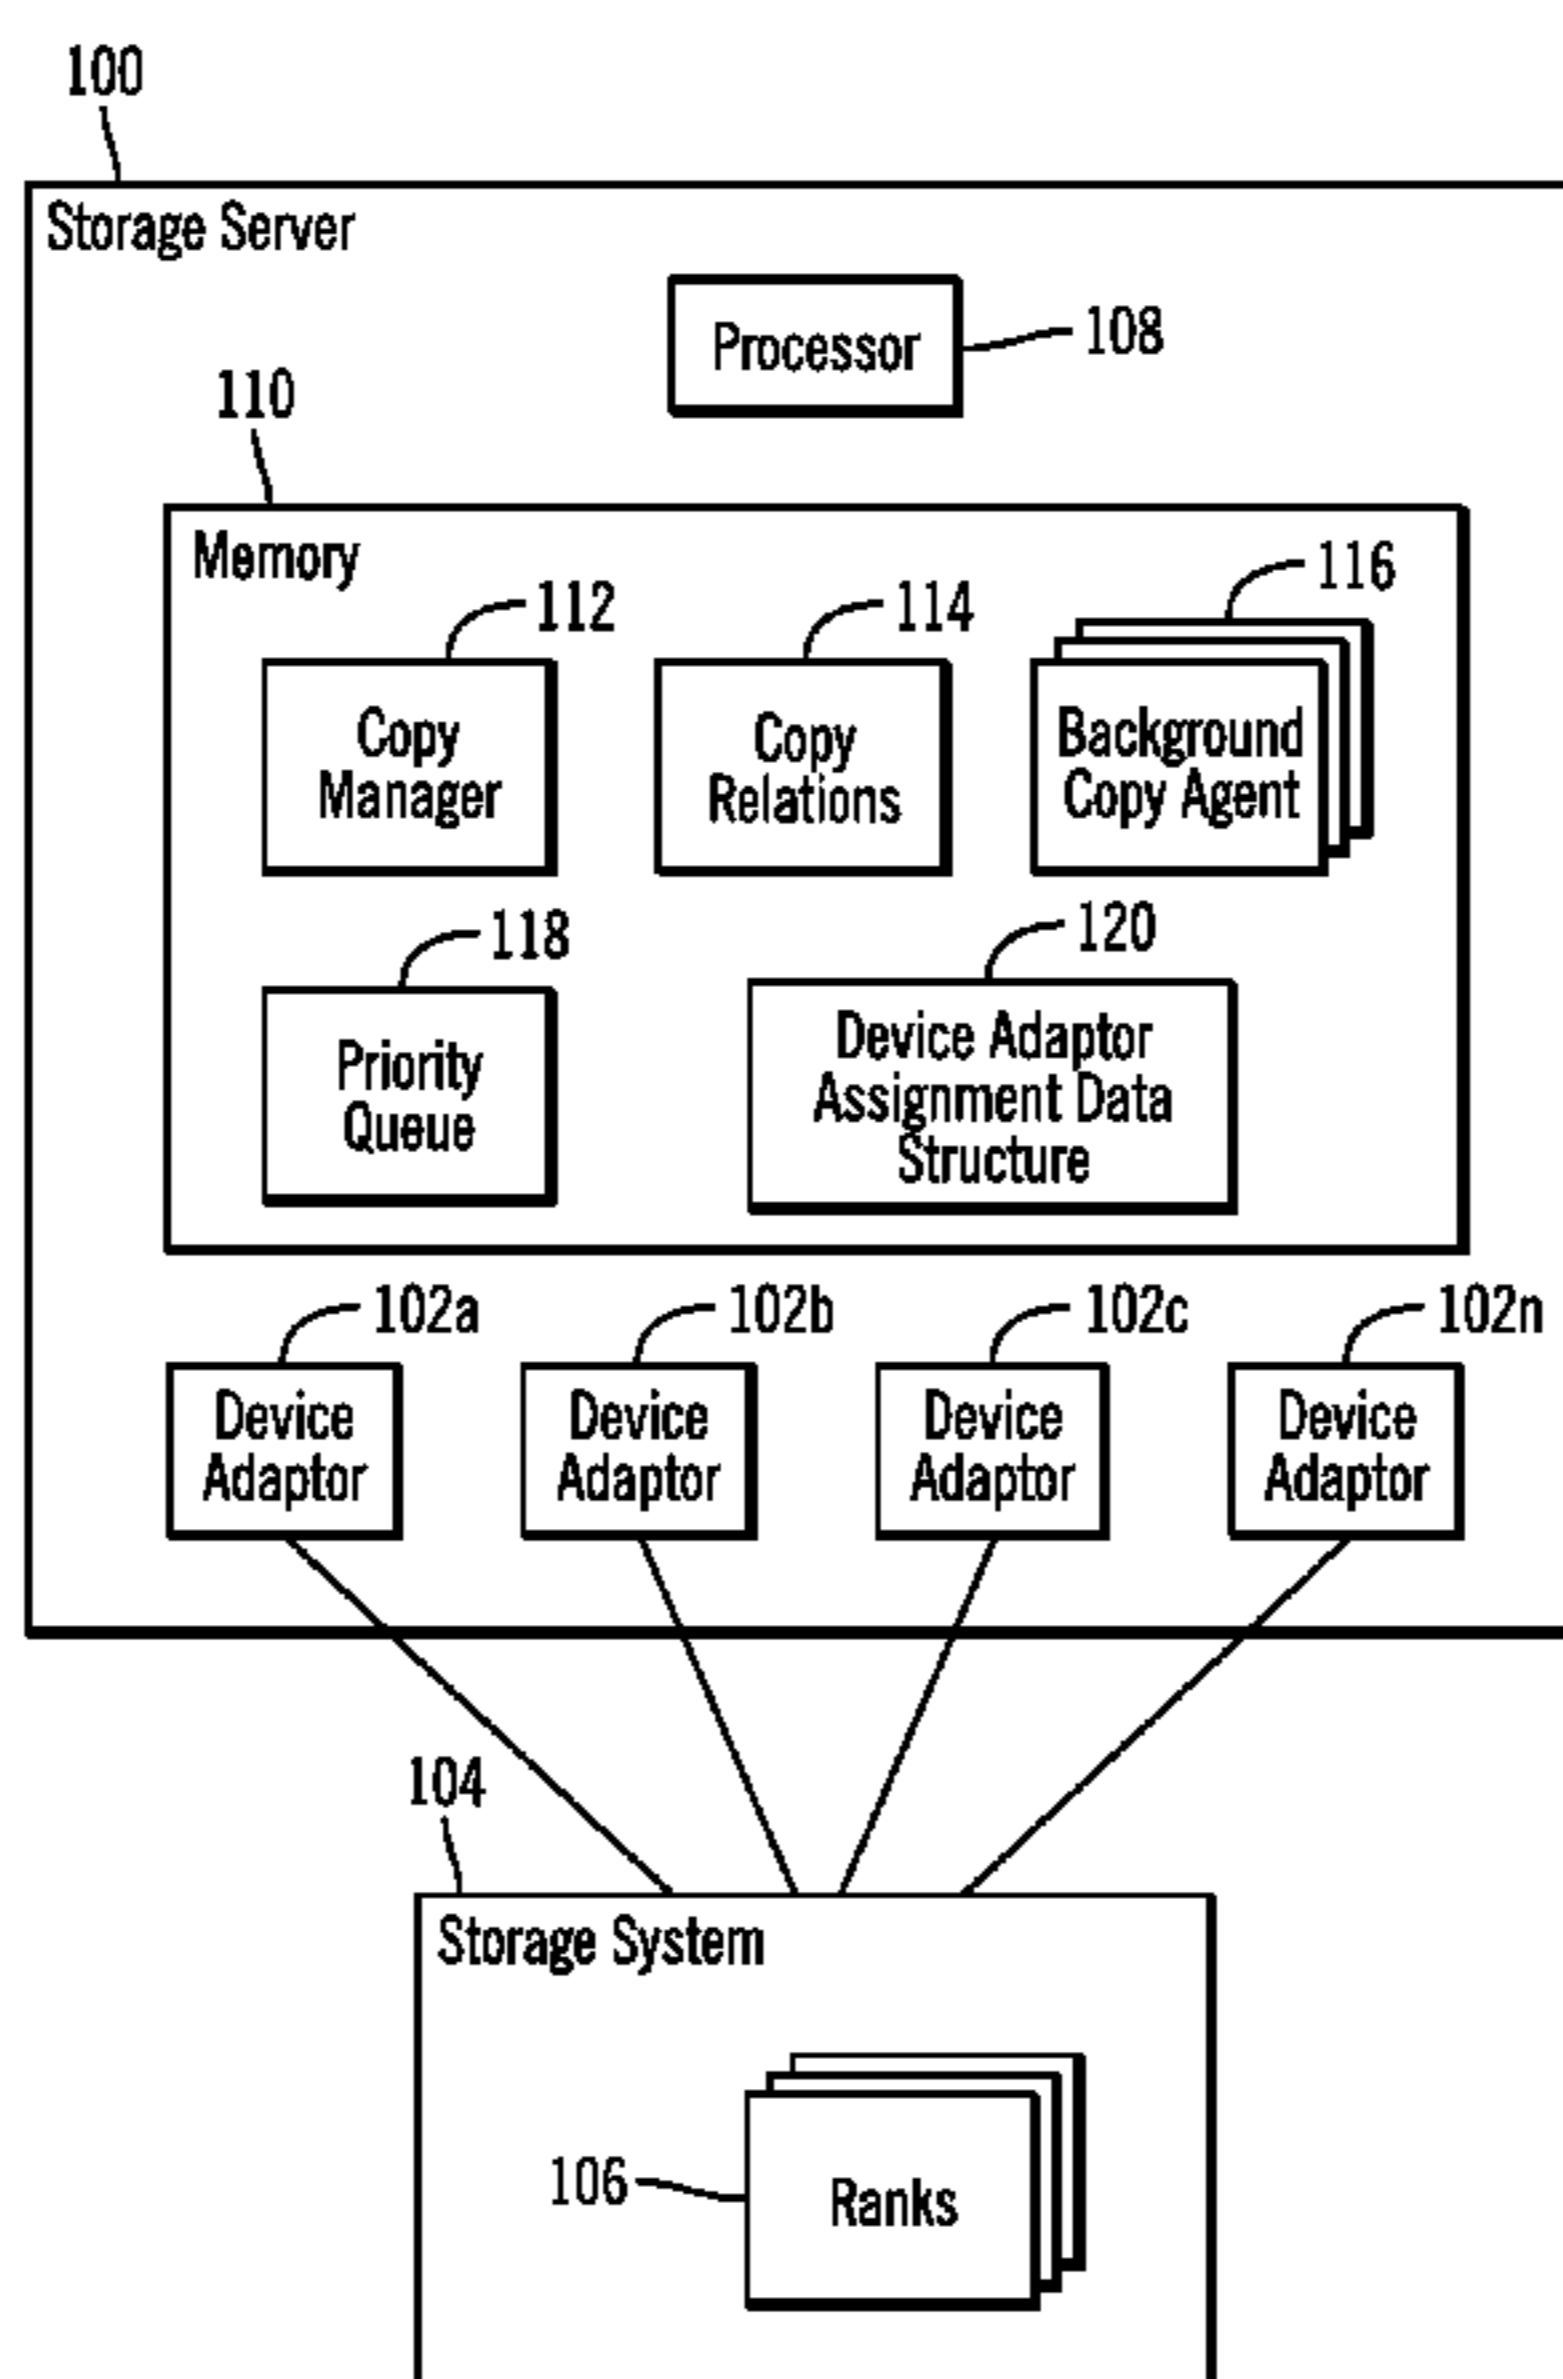 100
Storage Server
Processor
108
110
Memory
112
114
116
Copy
Manager
Copy
Relations
Background
Copy Agent
118
120
Priority
Queue
Device Adaptor
Assignment Data
Structure
102a
102b
102c
102n
Device
Adaptor
Device
Adaptor
Device
Adaptor
Device
Adaptor
104
Storage System
106
Ranks